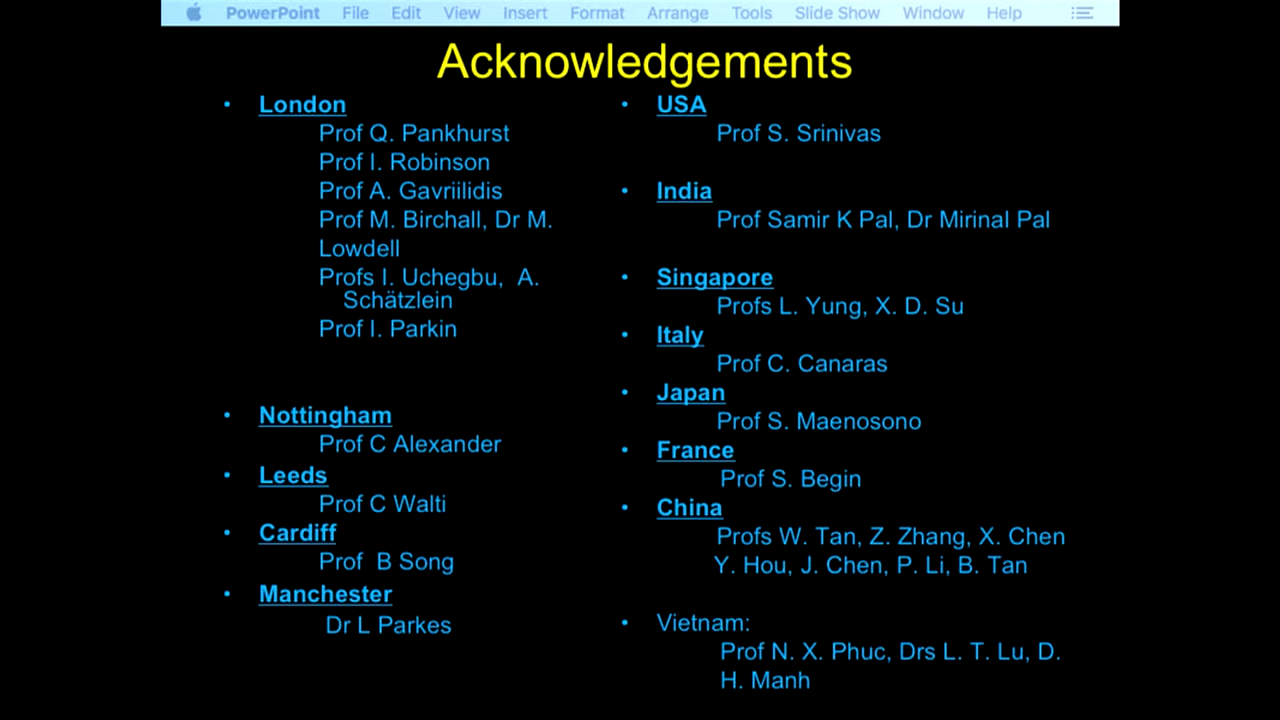 PowerPoint File Edit View Insert Format Arrange Tools Slide Show Window Help
Acknowledgements
• London
Prof Q. Pankhurst
Prof I. Robinson
Prof A. Gavriilidis
Prof M. Birchall, Dr M.
Lowdell
Profs I. Uchegbu, A.
Schätzlein
Prof I. Parkin
• Nottingham
Prof C Alexander
• Leeds
Prof C Walti
• Cardiff
Prof B Song
• Manchester
Dr L Parkes
• USA
Prof S. Srinivas
• India
Prof Samir K Pal, Dr Mirinal Pal
• Singapore
Profs L. Yung, X. D. Su
• Italy
Prof C. Canaras
• Japan
Prof S. Maenosono
• France
Prof S. Begin
• China
Profs W. Tan, Z. Zhang, X. Chen
Y. Hou, J. Chen, P. Li, B. Tan
• Vietnam:
Prof N. X. Phuc, Drs L. T. Lu, D.
H. Manh